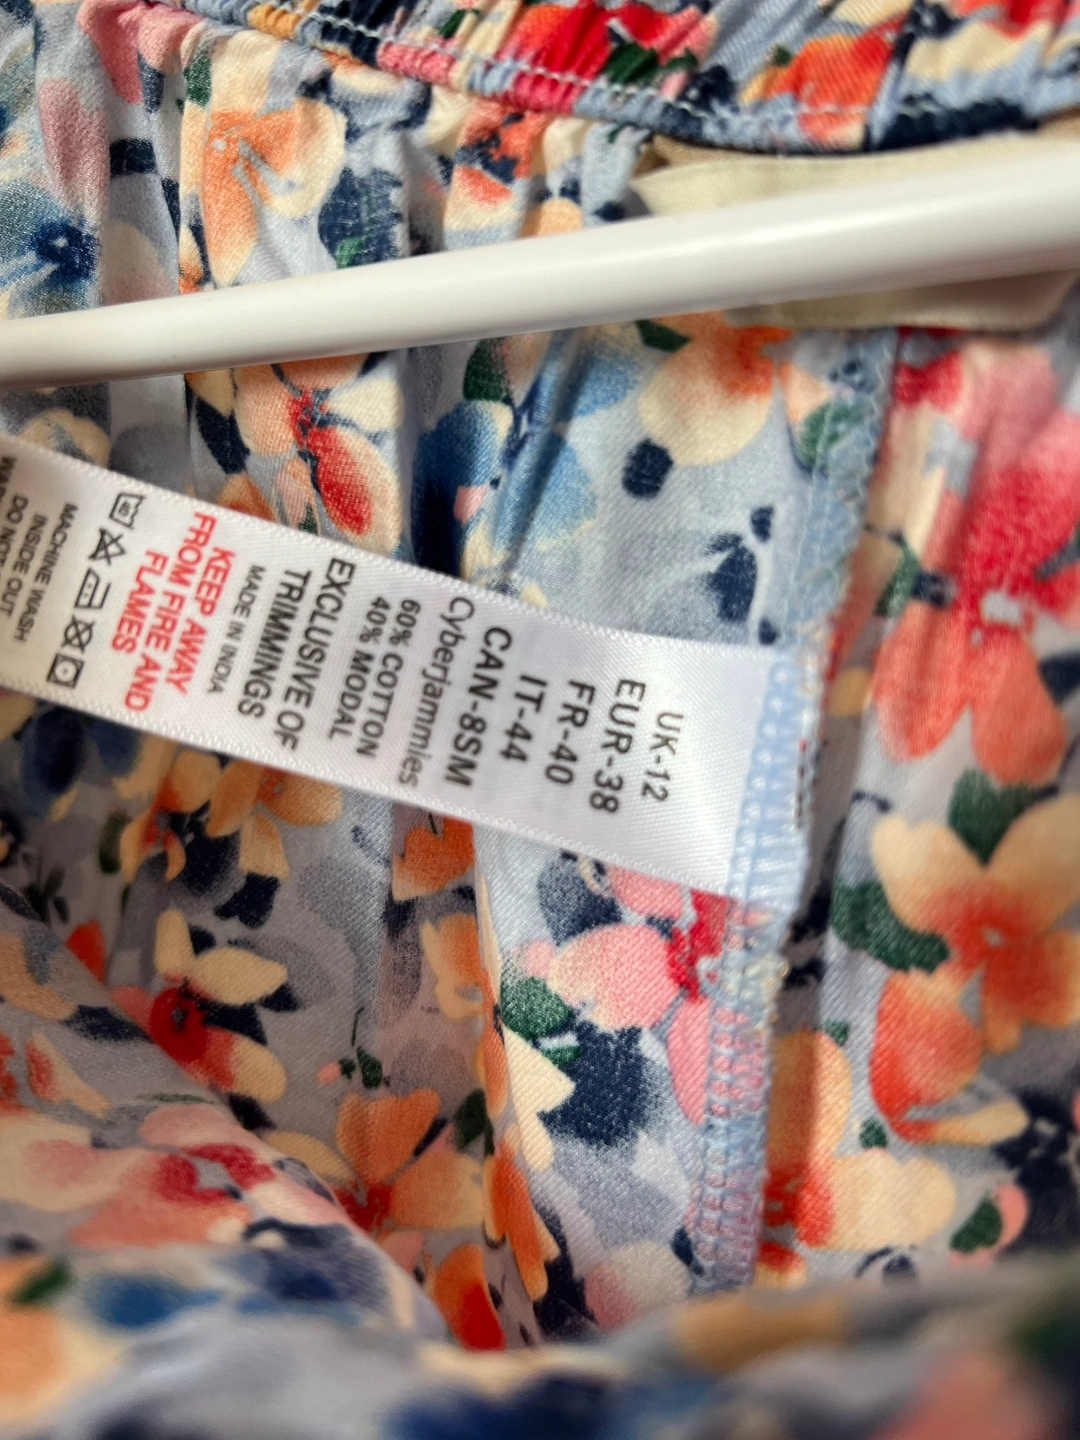 UK-12
EUR-38
FR-40
IT-44
CAN-8SM
Cyberjammies
60% COTTON
40% MODAL
EXCLUSIVE OF
TRIMMINGS
MADE IN INDIA
KEEP AWAY
FROM FIRE AND
FLAMES
MACHINE WASH
INSIDE OUT
DO NOT